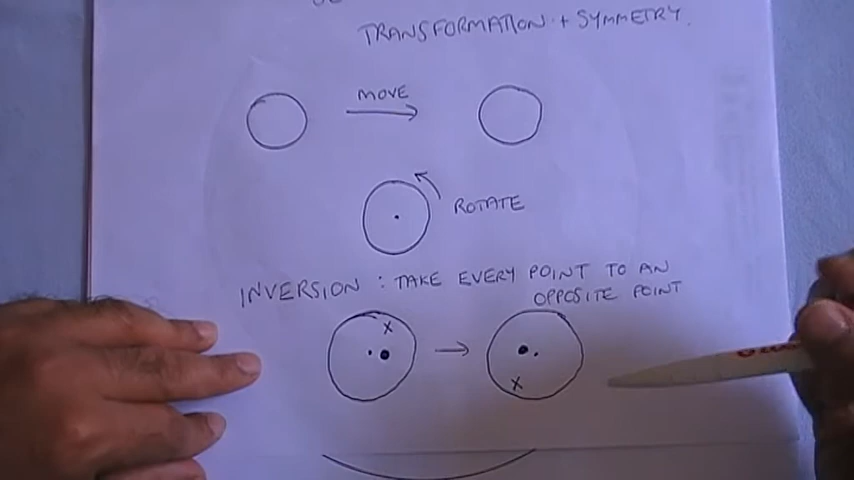 TRANSFORMATION + SYMMETRY.
MOVE
ROTATE
INVERSION : TAKE EVERY POINT TO AN
OPPOSITE POINT
x
x